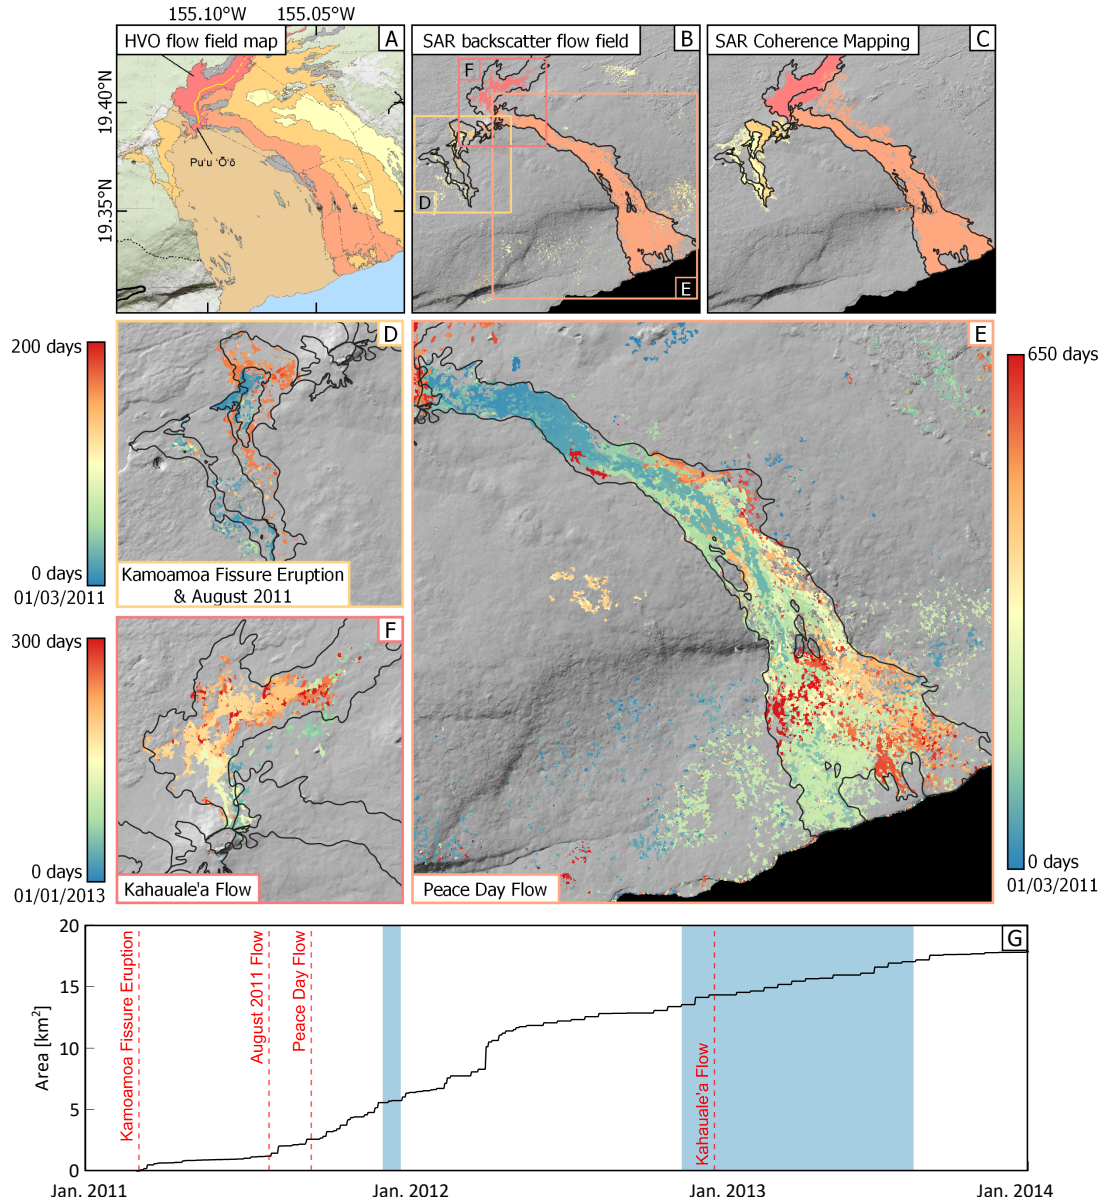 155.10°W 155.05°W
HVO flow field map
A
SAR backscatter flow field
B
SAR Coherence Mapping
C
19.40°N
19.35°N
Pu‘u ‘Ō‘ō
F
D
E
200 days
0 days
01/03/2011
D
Kamoamoa Fissure Eruption
& August 2011
E
Peace Day Flow
650 days
0 days
01/03/2011
300 days
0 days
01/01/2013
F
Kahauale'a Flow
G
Area [km²]
20
15
10
5
0
Kamoamoa Fissure Eruption
August 2011 Flow
Peace Day Flow
Kahauale'a Flow
Jan. 2011 Jan. 2012 Jan. 2013 Jan. 2014